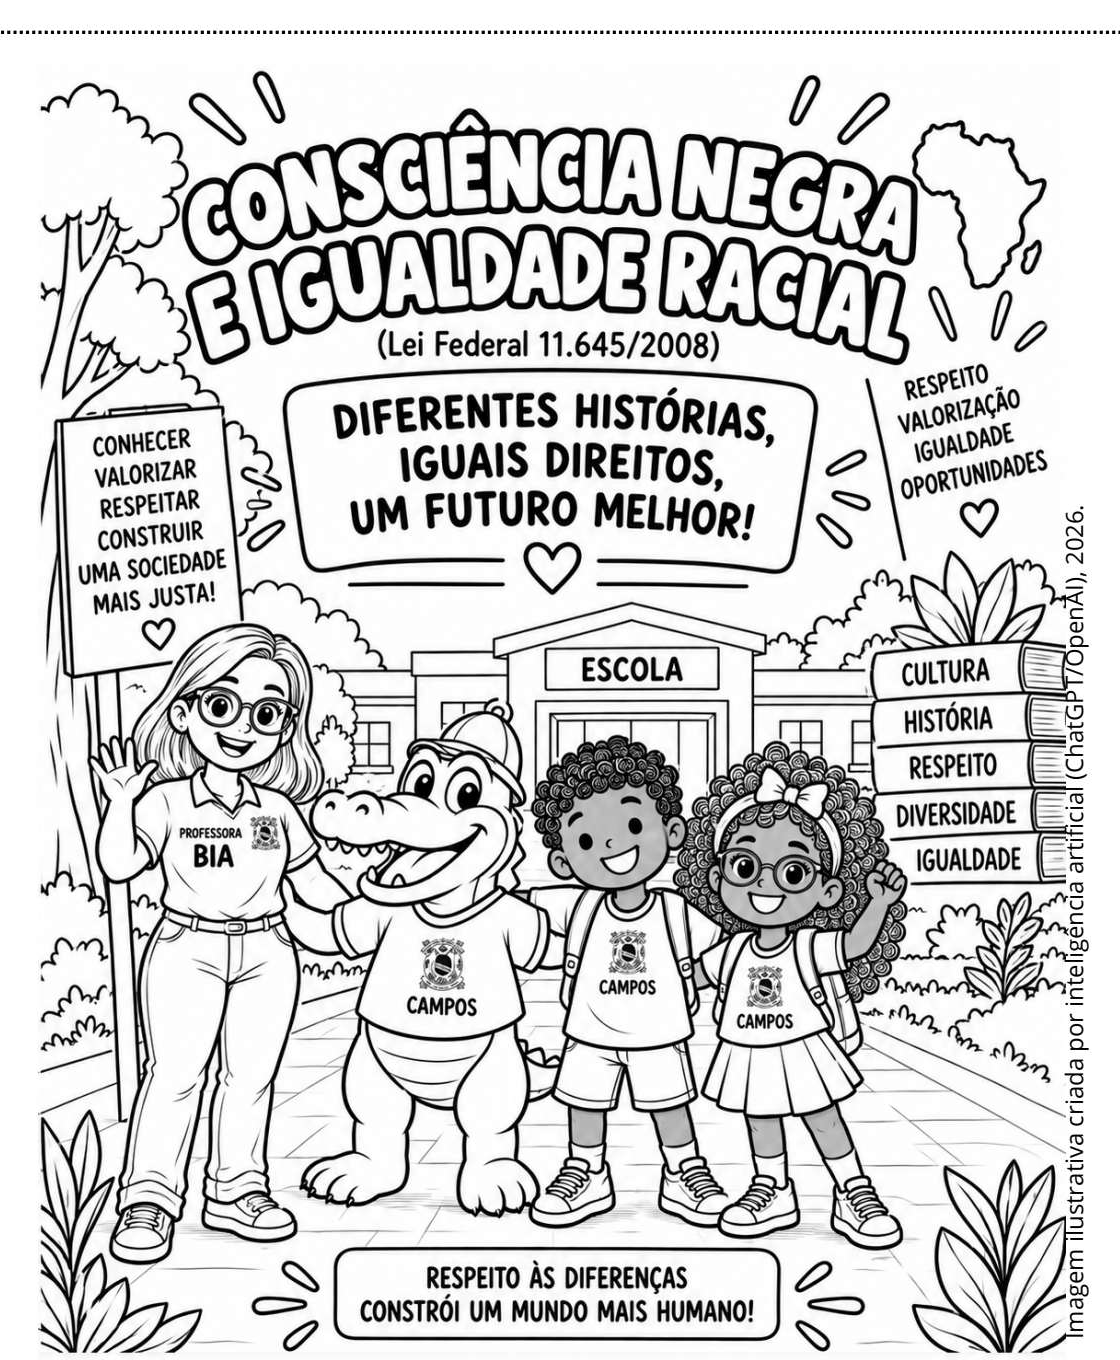 CONSCIÊNCIA NEGRA
E IGUALDADE RACIAL
(Lei Federal 11.645/2008)
DIFERENTES HISTÓRIAS,
IGUAIS DIREITOS,
UM FUTURO MELHOR!
CONHECER
VALORIZAR
RESPEITAR
CONSTRUIR
UMA SOCIEDADE
MAIS JUSTA!
RESPEITO
VALORIZAÇÃO
IGUALDADE
OPORTUNIDADES
ESCOLA
CULTURA
HISTÓRIA
RESPEITO
DIVERSIDADE
IGUALDADE
PROFESSORA
BIA
CAMPOS
CAMPOS
CAMPOS
RESPEITO ÀS DIFERENÇAS
CONSTRÓI UM MUNDO MAIS HUMANO!
Imagem ilustrativa criada por inteligência artificial (ChatGPT/OpenAI), 2026.